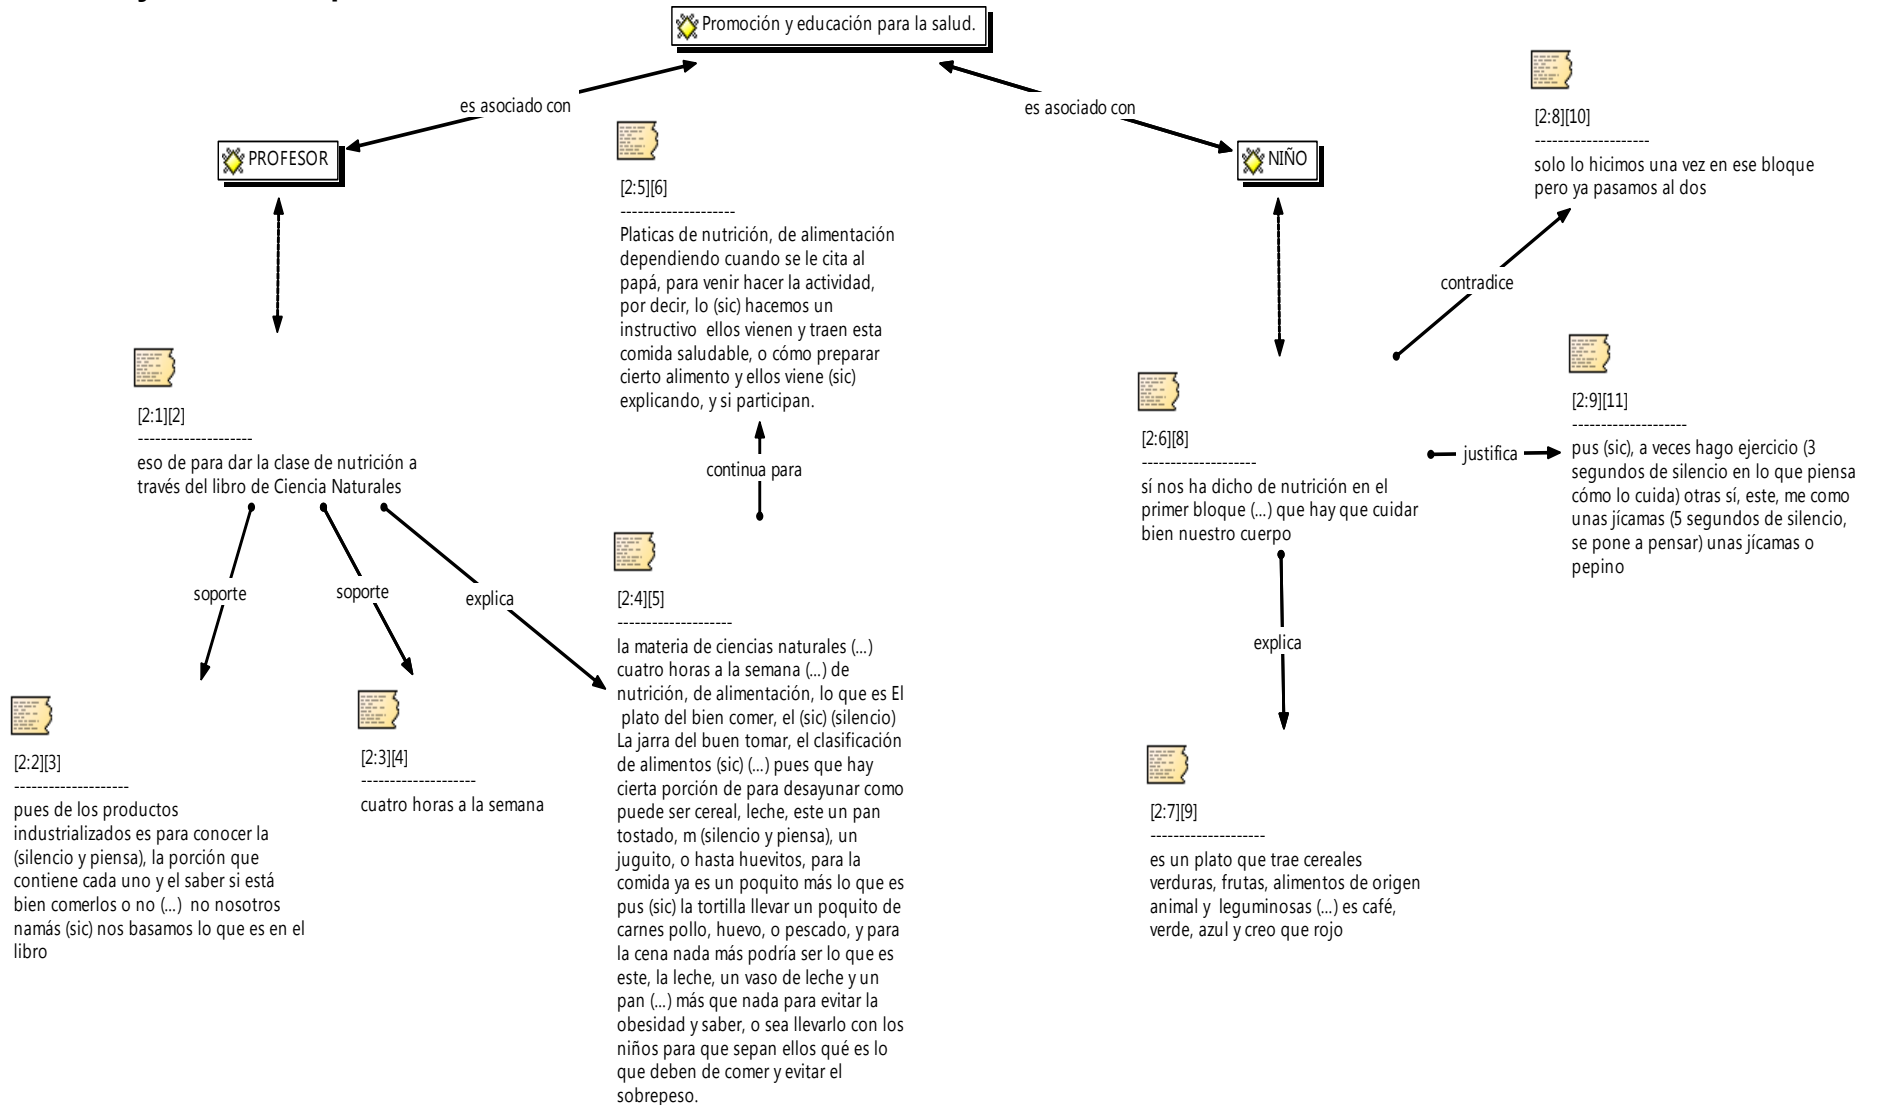 Promoción y educación para la salud.
es asociado con
es asociado con
PROFESOR
NIÑO
[2:8][10]
--------------------
solo lo hicimos una vez en ese bloque
pero ya pasamos al dos
[2:5][6]
--------------------
Platicas de nutrición, de alimentación
dependiendo cuando se le cita al
papá, para venir hacer la actividad,
por decir, lo (sic) hacemos un
instructivo ellos vienen y traen esta
comida saludable, o cómo preparar
cierto alimento y ellos viene (sic)
explicando, y si participan.
contradice
[2:1][2]
--------------------
eso de para dar la clase de nutrición a
través del libro de Ciencia Naturales
continua para
[2:6][8]
--------------------
sí nos ha dicho de nutrición en el
primer bloque (...) que hay que cuidar
bien nuestro cuerpo
justifica
[2:9][11]
--------------------
pus (sic), a veces hago ejercicio (3
segundos de silencio en lo que piensa
cómo lo cuida) otras sí, este, me como
unas jícamas (5 segundos de silencio,
se pone a pensar) unas jícamas o
pepino
soporte
soporte
explica
explica
[2:2][3]
--------------------
pues de los productos
industrializados es para conocer la
(silencio y piensa), la porción que
contiene cada uno y el saber si está
bien comerlos o no (...) no nosotros
namás (sic) nos basamos lo que es en el
libro
[2:3][4]
--------------------
cuatro horas a la semana
[2:4][5]
--------------------
la materia de ciencias naturales (...)
cuatro horas a la semana (...) de
nutrición, de alimentación, lo que es El
plato del bien comer, el (sic) (silencio)
La jarra del buen tomar, el clasificación
de alimentos (sic) (...) pues que hay
cierta porción de para desayunar como
puede ser cereal, leche, este un pan
tostado, m (silencio y piensa), un
juguito, o hasta huevitos, para la
comida ya es un poquito más lo que es
pus (sic) la tortilla llevar un poquito de
carnes pollo, huevo, o pescado, y para
la cena nada más podría ser lo que es
este, la leche, un vaso de leche y un
pan (...) más que nada para evitar la
obesidad y saber, o sea llevarlo con los
niños para que sepan ellos qué es lo
que deben de comer y evitar el
sobrepeso.
[2:7][9]
--------------------
es un plato que trae cereales
verduras, frutas, alimentos de origen
animal y leguminosas (...) es café,
verde, azul y creo que rojo